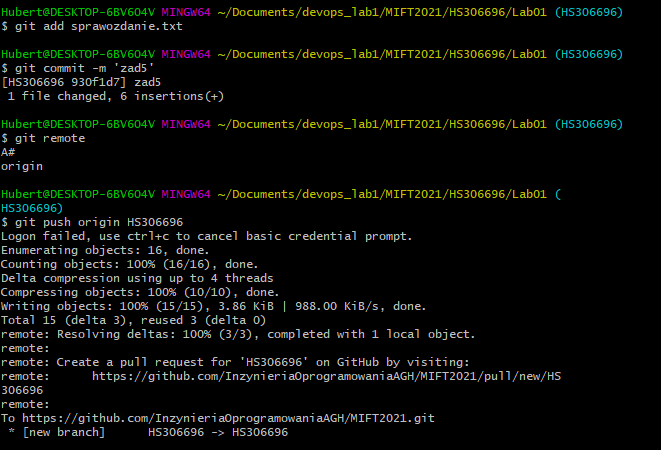 Hubert@DESKTOP-6BV604V MINGW64 ~/Documents/devops_lab1/MIFT2021/HS306696/Lab01 (HS306696)
$ git add sprawozdanie.txt
Hubert@DESKTOP-6BV604V MINGW64 ~/Documents/devops_lab1/MIFT2021/HS306696/Lab01 (HS306696)
$ git commit -m 'zad5'
[HS306696 930f1d7] zad5
 1 file changed, 6 insertions(+)
Hubert@DESKTOP-6BV604V MINGW64 ~/Documents/devops_lab1/MIFT2021/HS306696/Lab01 (HS306696)
$ git remote
A#
origin
Hubert@DESKTOP-6BV604V MINGW64 ~/Documents/devops_lab1/MIFT2021/HS306696/Lab01 (
HS306696)
$ git push origin HS306696
Logon failed, use ctrl+c to cancel basic credential prompt.
Enumerating objects: 16, done.
Counting objects: 100% (16/16), done.
Delta compression using up to 4 threads
Compressing objects: 100% (10/10), done.
Writing objects: 100% (15/15), 3.86 KiB | 988.00 KiB/s, done.
Total 15 (delta 3), reused 3 (delta 0)
remote: Resolving deltas: 100% (3/3), completed with 1 local object.
remote:
remote: Create a pull request for 'HS306696' on GitHub by visiting:
remote:      https://github.com/InzynieriaOprogramowaniaAGH/MIFT2021/pull/new/HS
306696
remote:
To https://github.com/InzynieriaOprogramowaniaAGH/MIFT2021.git
 * [new branch]      HS306696 -> HS306696